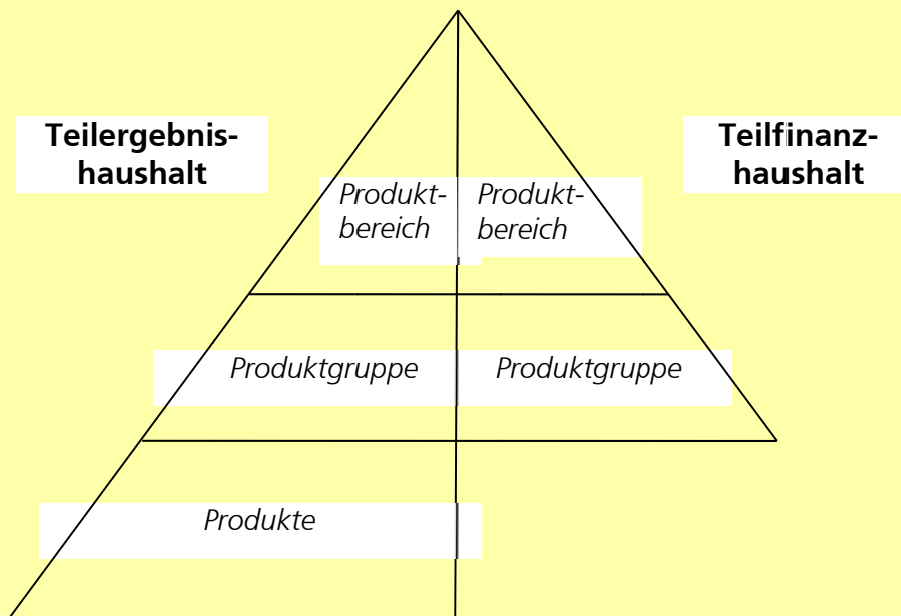 Teilergebnis-
haushalt
Teilfinanz-
haushalt
Produkt-
bereich
Produkt-
bereich
Produktgruppe
Produktgruppe
Produkte